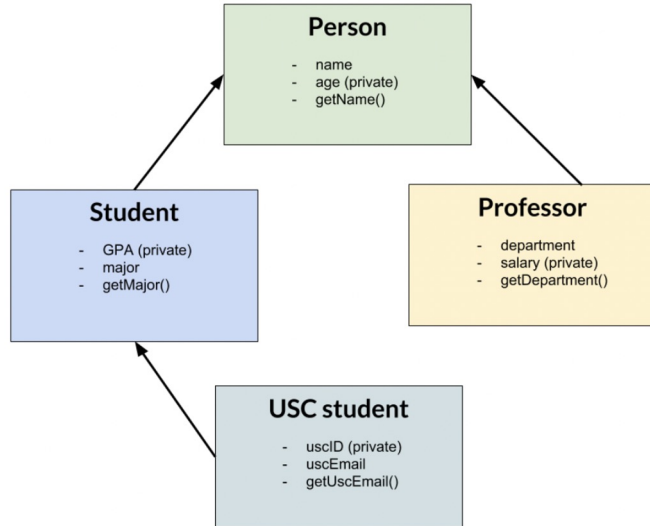 Person
- name
- age (private)
- getName()
Student
- GPA (private)
- major
- getMajor()
Professor
- department
- salary (private)
- getDepartment()
USC student
- uscID (private)
- uscEmail
- getUscEmail()